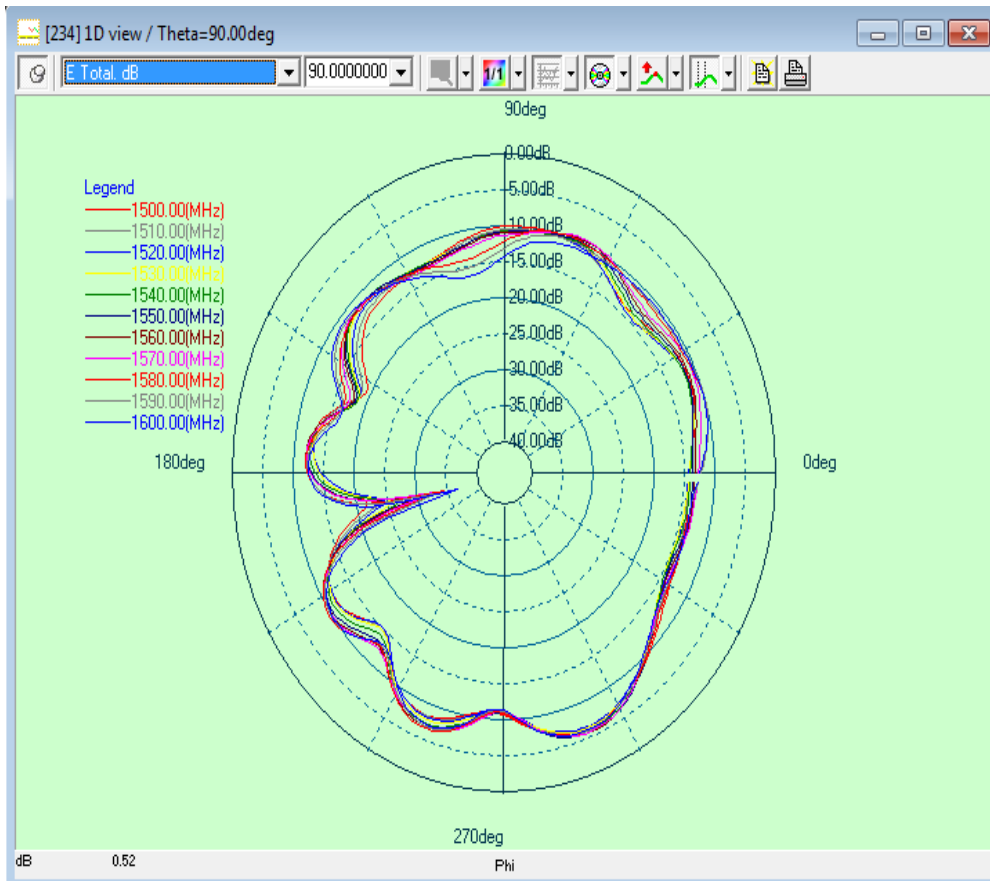 [234] 1D view / Theta=90.00deg
E Total. dB
90.0000000
1/1
90deg
0.00dB
-5.00dB
-10.00dB
-15.00dB
-20.00dB
-25.00dB
-30.00dB
-35.00dB
-40.00dB
Legend
1500.00(MHz)
1510.00(MHz)
1520.00(MHz)
1530.00(MHz)
1540.00(MHz)
1550.00(MHz)
1560.00(MHz)
1570.00(MHz)
1580.00(MHz)
1590.00(MHz)
1600.00(MHz)
180deg
0deg
270deg
dB 0.52
Phi